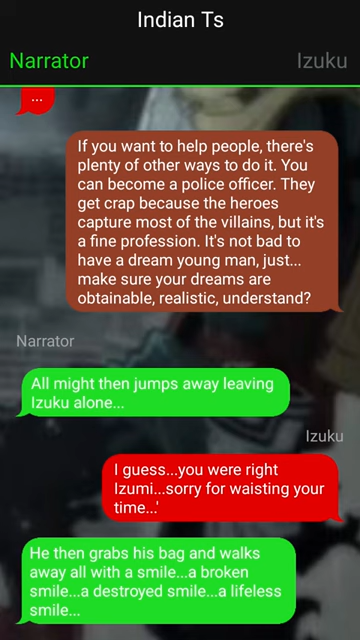 Indian Ts
Narrator Izuku
...
If you want to help people, there's
plenty of other ways to do it. You
can become a police officer. They
get crap because the heroes
capture most of the villains, but it's
a fine profession. It's not bad to
have a dream young man, just...
make sure your dreams are
obtainable, realistic, understand?
Narrator
All might then jumps away leaving
Izuku alone...
Izuku
I guess...you were right
Izumi...sorry for waisting your
time...'
He then grabs his bag and walks
away all with a smile...a broken
smile...a destroyed smile...a lifeless
smile...